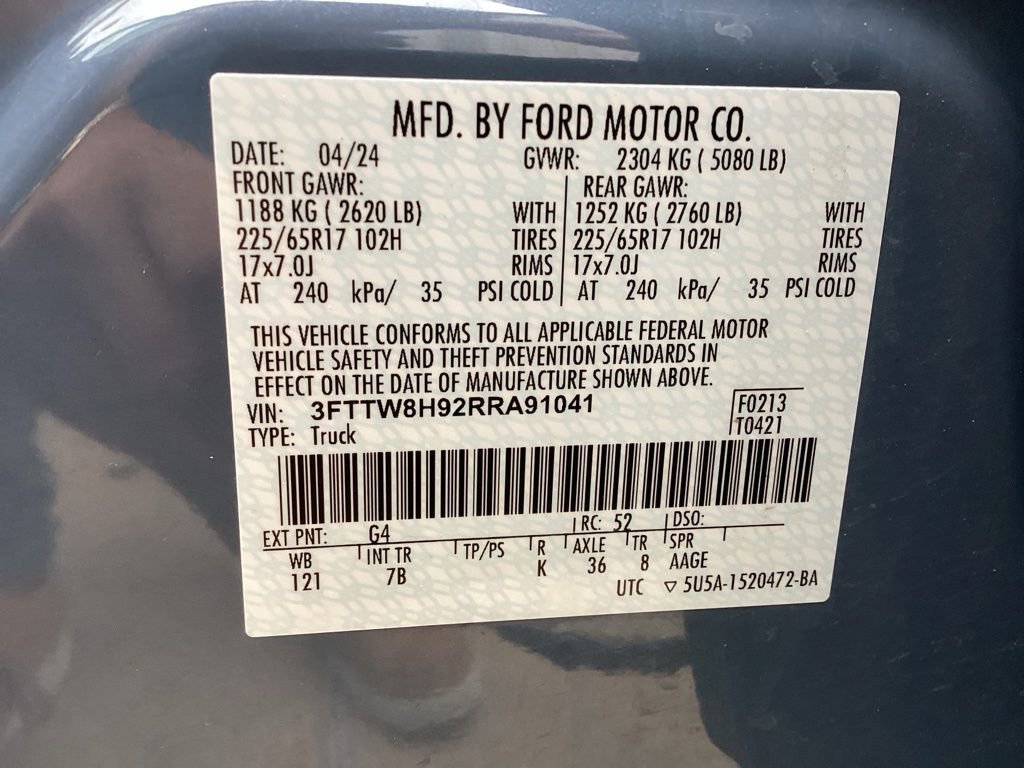 MFD. BY FORD MOTOR CO.
DATE: 04/24 GVWR: 2304 KG ( 5080 LB)
FRONT GAWR: REAR GAWR:
1188 KG ( 2620 LB) WITH 1252 KG ( 2760 LB) WITH
225/65R17 102H TIRES 225/65R17 102H TIRES
17x7.0J RIMS 17x7.0J RIMS
AT 240 kPa/ 35 PSI COLD AT 240 kPa/ 35 PSI COLD
THIS VEHICLE CONFORMS TO ALL APPLICABLE FEDERAL MOTOR
VEHICLE SAFETY AND THEFT PREVENTION STANDARDS IN
EFFECT ON THE DATE OF MANUFACTURE SHOWN ABOVE.
VIN: 3FTTW8H92RRA91041 F0213
TYPE: Truck T0421
EXT PNT: G4 RC: 52 DSO:
WB INT TR TP/PS R AXLE TR SPR
121 7B K 36 8 AAGE
UTC ▽ 5U5A-1520472-BA